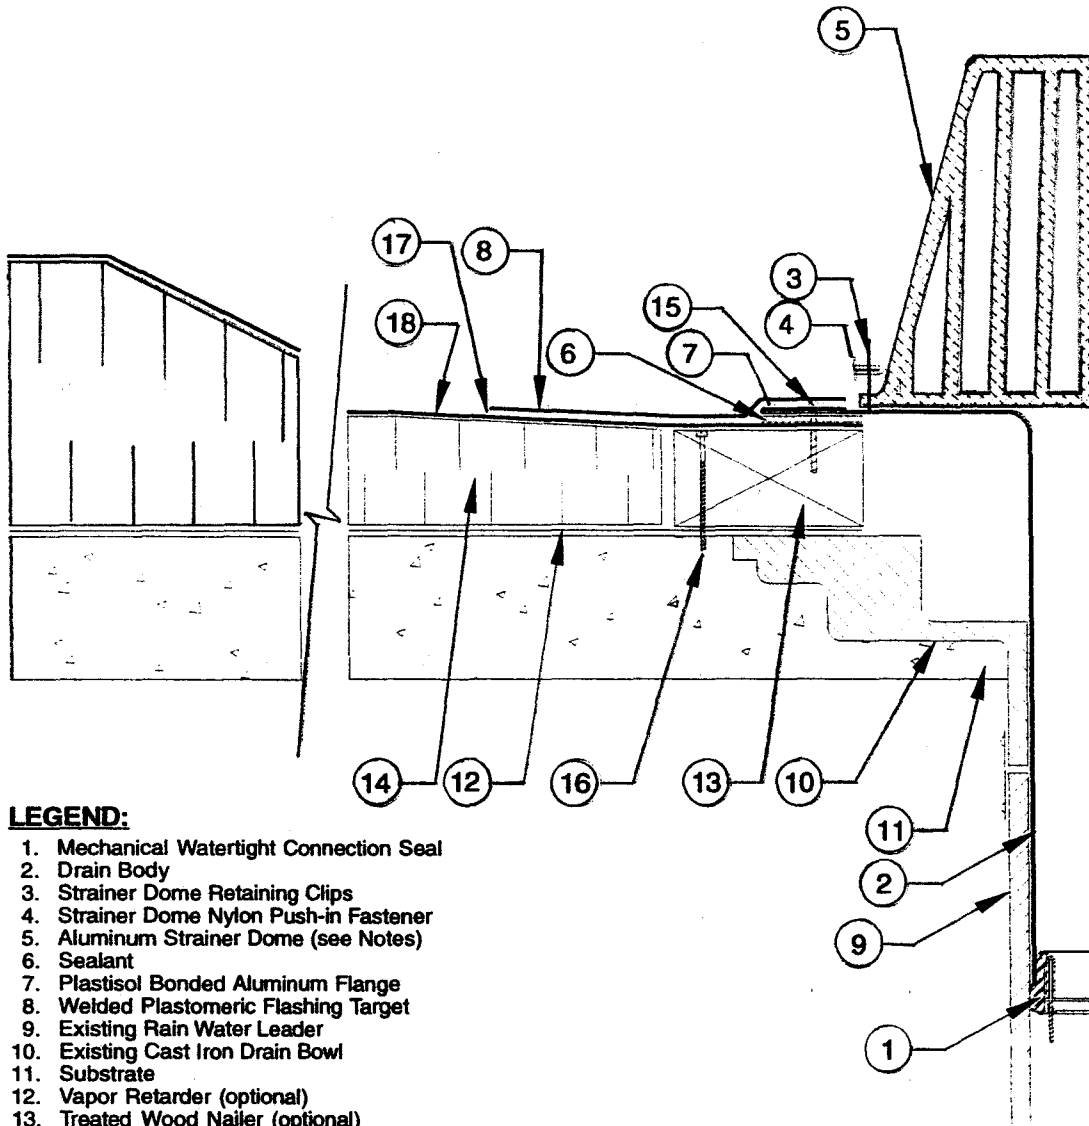 5
17
8
3
15
18
4
6
7
14
12
16
13
10
11
2
9
1
LEGEND:
1. Mechanical Watertight Connection Seal
2. Drain Body
3. Strainer Dome Retaining Clips
4. Strainer Dome Nylon Push-in Fastener
5. Aluminum Strainer Dome (see Notes)
6. Sealant
7. Plastisol Bonded Aluminum Flange
8. Welded Plastomeric Flashing Target
9. Existing Rain Water Leader
10. Existing Cast Iron Drain Bowl
11. Substrate
12. Vapor Retarder (optional)
13. Treated Wood Nailer (optional)